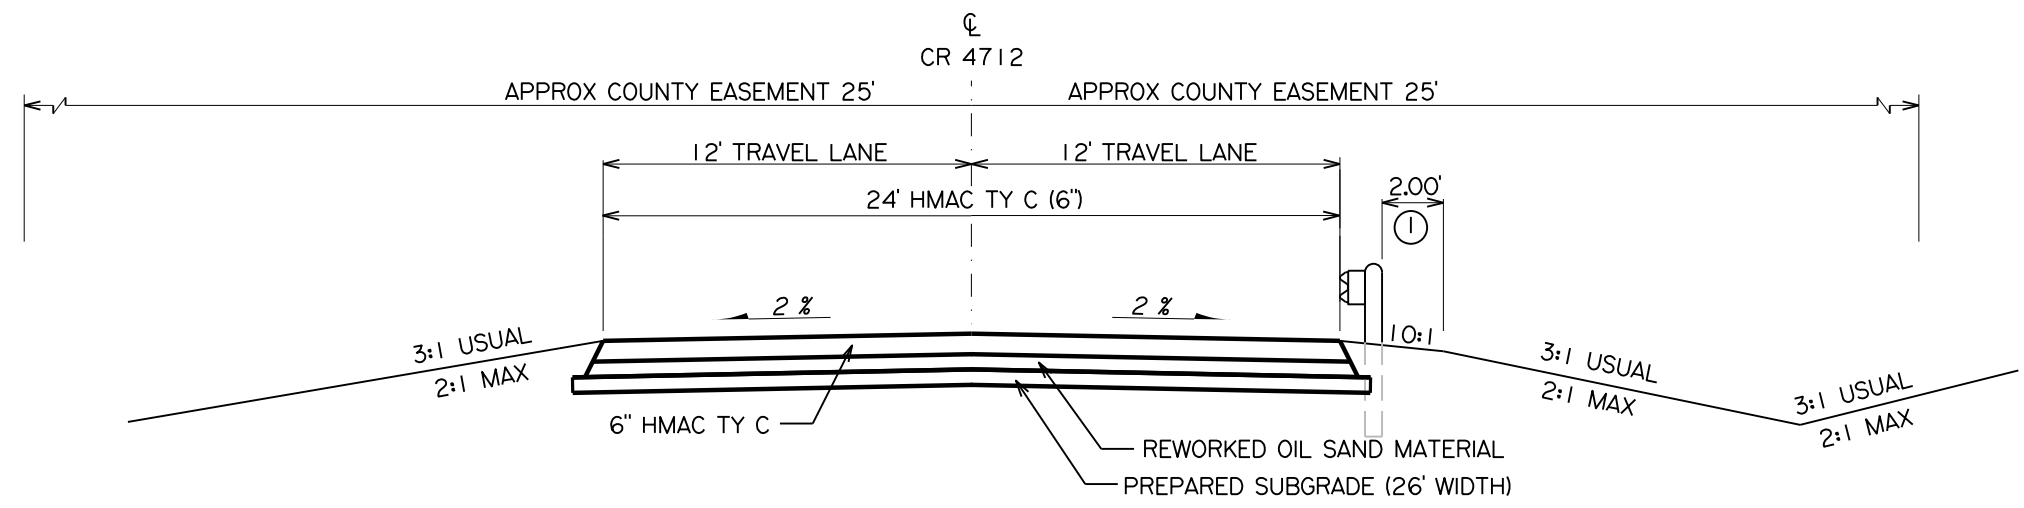 ℄
CR 4712
APPROX COUNTY EASEMENT 25' APPROX COUNTY EASEMENT 25'
12' TRAVEL LANE 12' TRAVEL LANE
24' HMAC TY C (6")
2.00'
1
2 % 2 %
3:1 USUAL
2:1 MAX
10:1
3:1 USUAL
2:1 MAX
3:1 USUAL
2:1 MAX
6" HMAC TY C
REWORKED OIL SAND MATERIAL
PREPARED SUBGRADE (26' WIDTH)